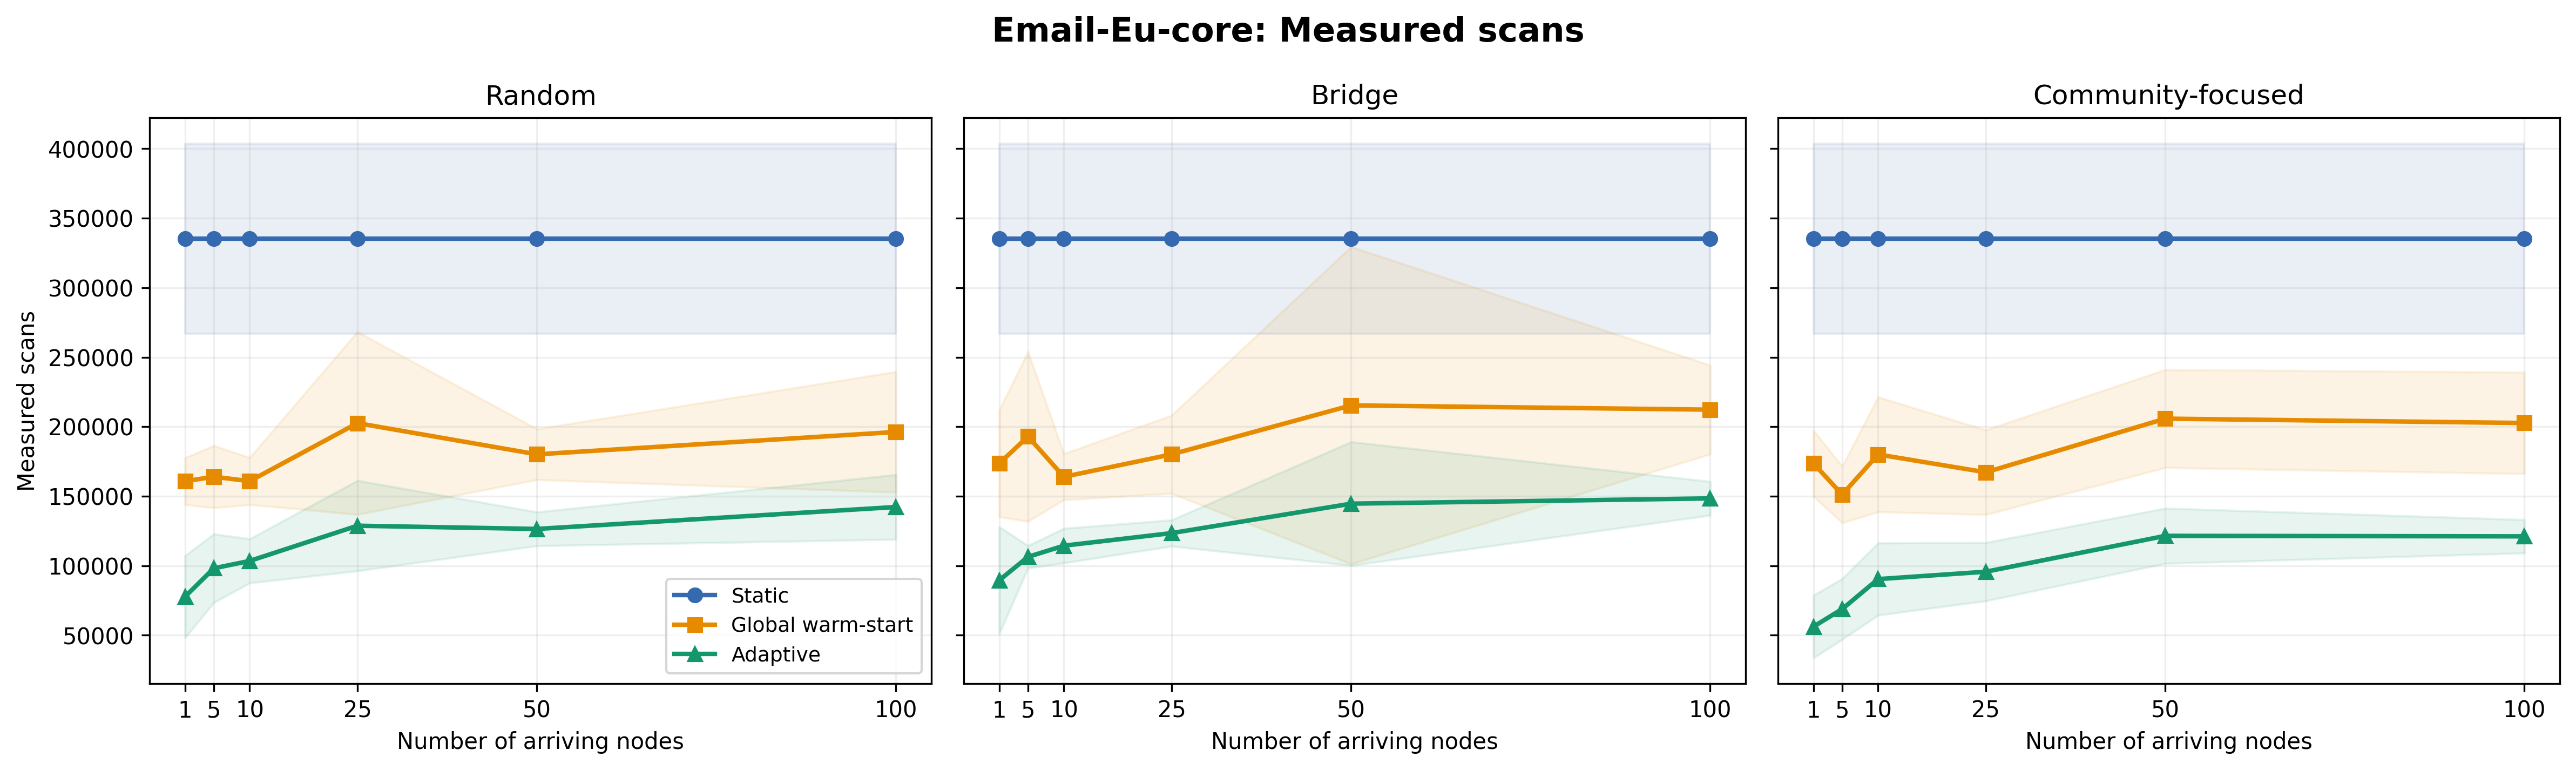 Email-Eu-core: Measured scans
Random
Bridge
Community-focused
Measured scans
400000
350000
300000
250000
200000
150000
100000
50000
Static
Global warm-start
Adaptive
1 5 10 25 50 100
1 5 10 25 50 100
1 5 10 25 50 100
Number of arriving nodes
Number of arriving nodes
Number of arriving nodes